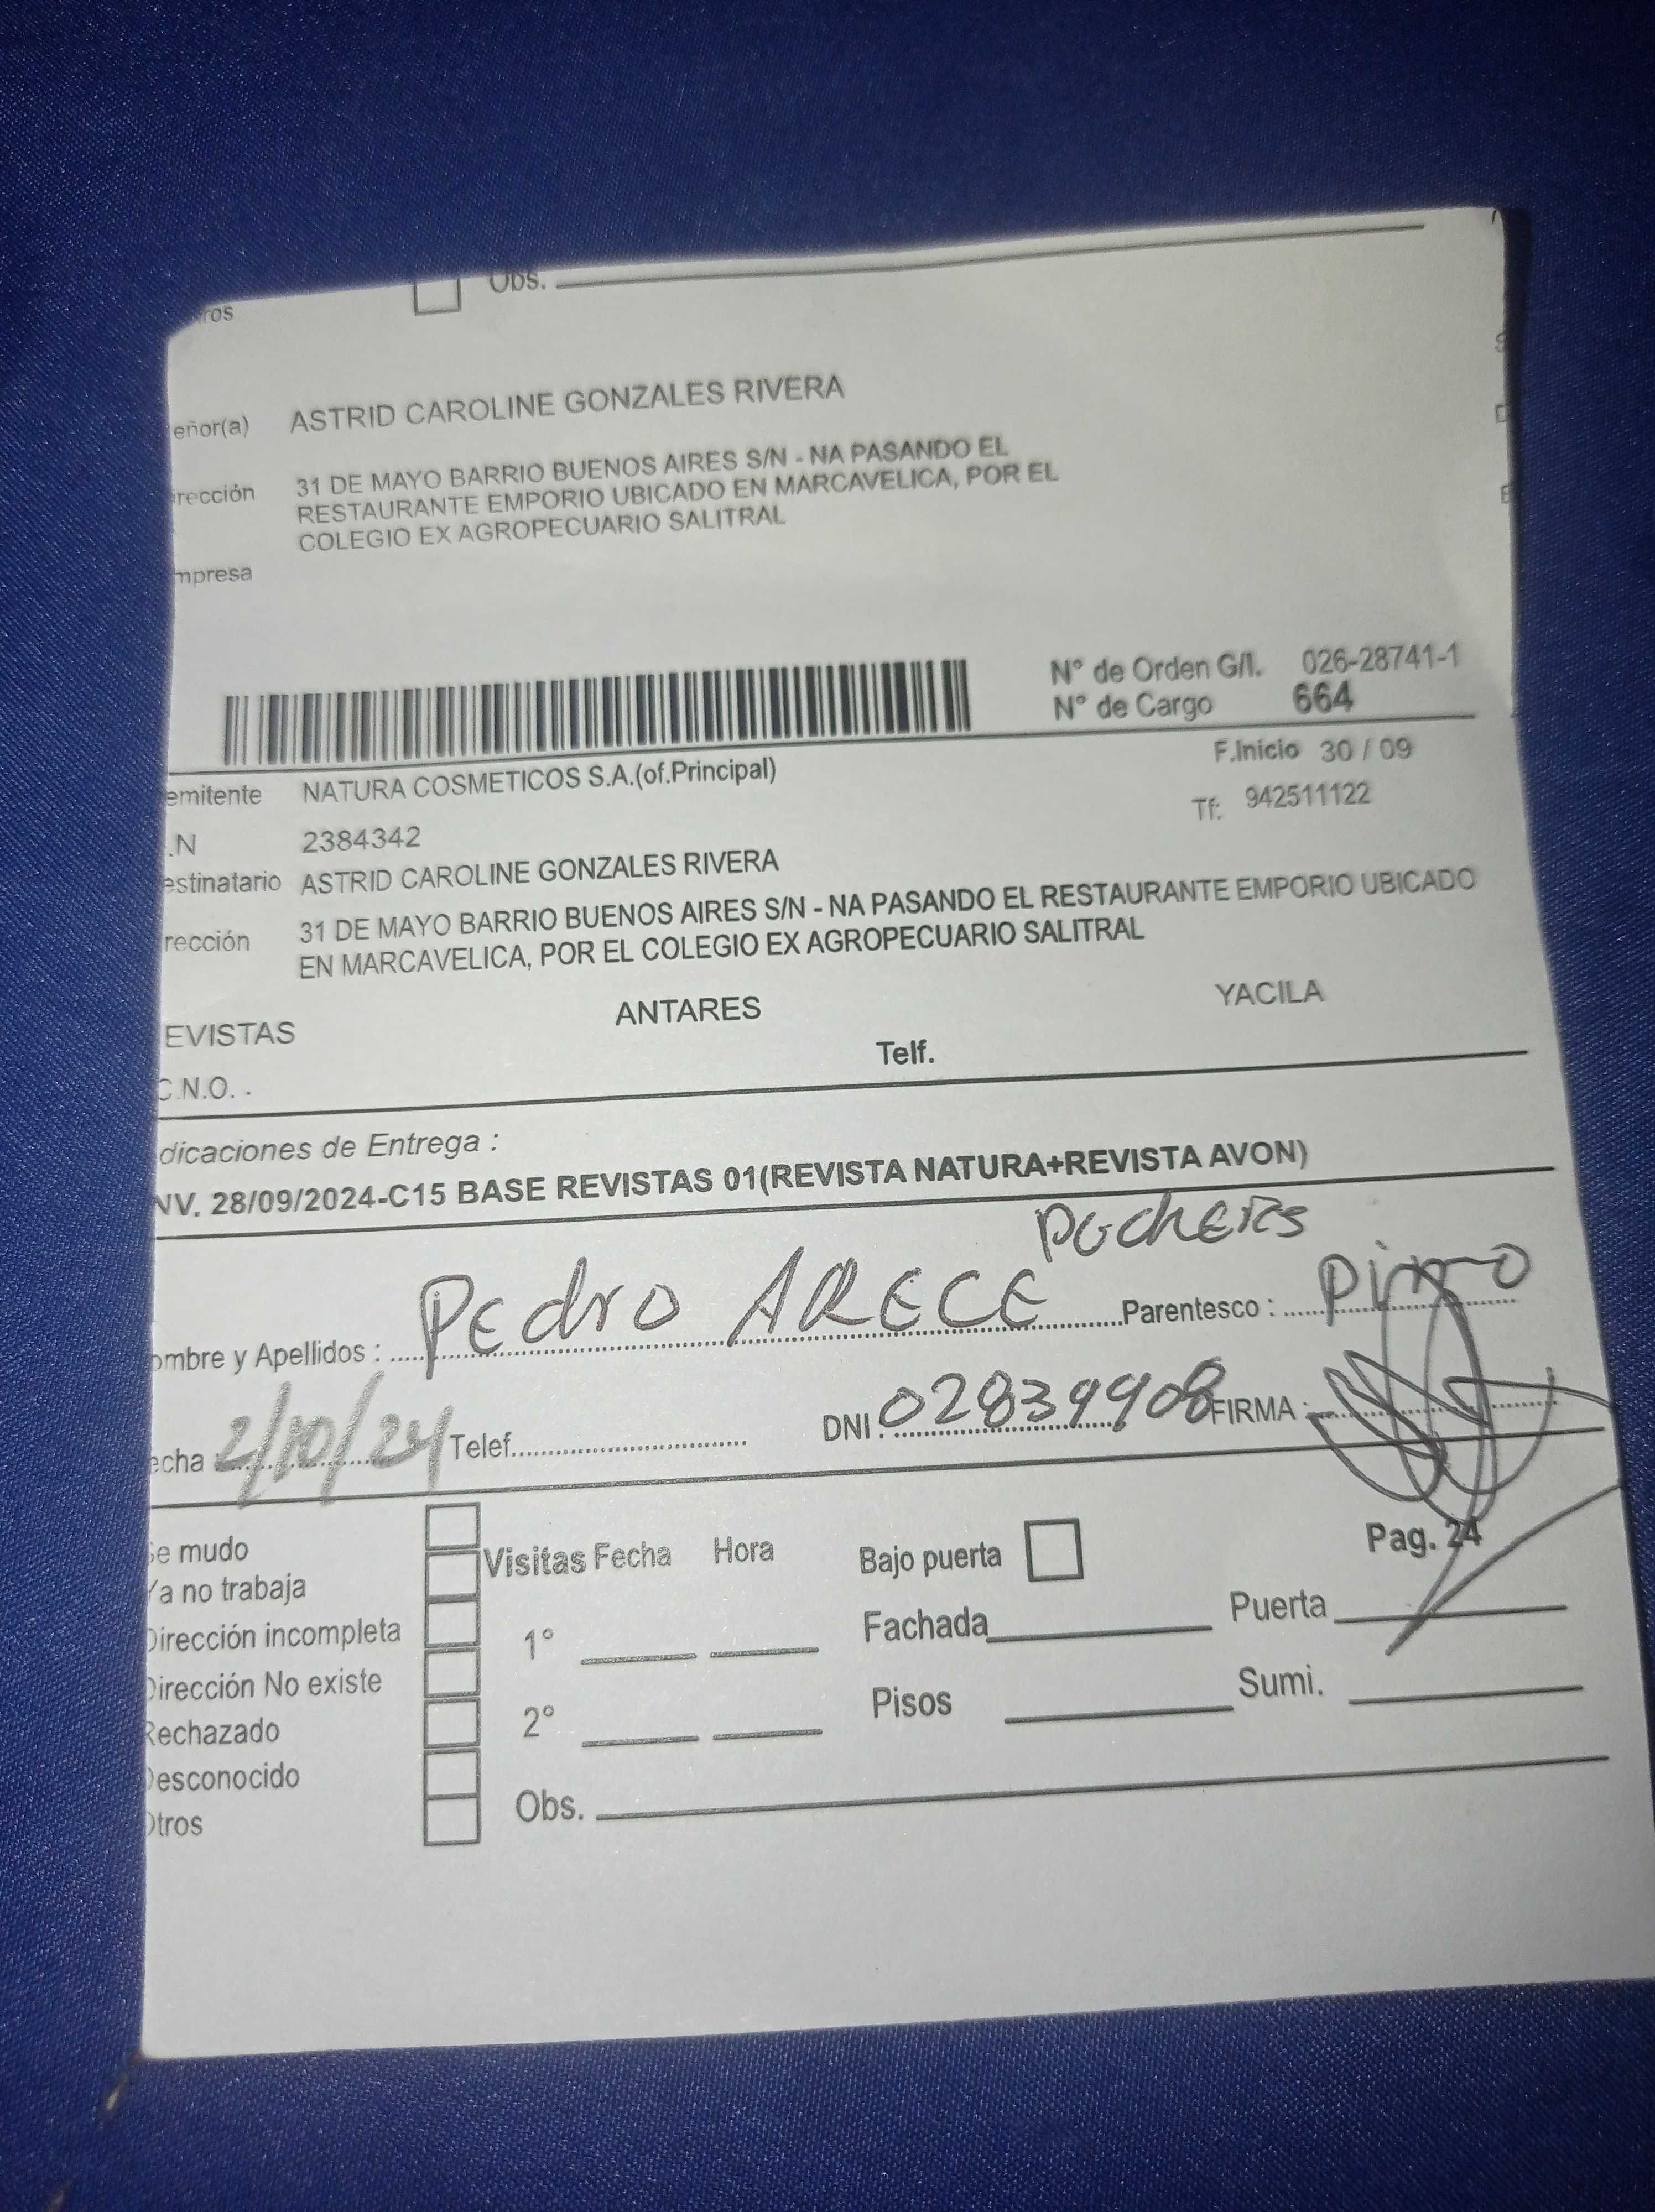 ros
Obs.
eñor(a) ASTRID CAROLINE GONZALES RIVERA
irección 31 DE MAYO BARRIO BUENOS AIRES S/N - NA PASANDO EL
RESTAURANTE EMPORIO UBICADO EN MARCAVELICA, POR EL
COLEGIO EX AGROPECUARIO SALITRAL
mpresa
N° de Orden G/I. 026-28741-1
N° de Cargo 664
F.Inicio 30 / 09
emitente NATURA COSMETICOS S.A.(of.Principal)
Tf: 942511122
.N 2384342
estinatario ASTRID CAROLINE GONZALES RIVERA
rección 31 DE MAYO BARRIO BUENOS AIRES S/N - NA PASANDO EL RESTAURANTE EMPORIO UBICADO
EN MARCAVELICA, POR EL COLEGIO EX AGROPECUARIO SALITRAL
EVISTAS ANTARES YACILA
C.N.O. - Telf.
dicaciones de Entrega :
NV. 28/09/2024-C15 BASE REVISTAS 01(REVISTA NATURA+REVISTA AVON)
ombre y Apellidos : PEdro ARECE Parentesco :
echa 2/10/24 Telef. DNI: 02839908 FIRMA :
Pag. 24
Se mudo
Ya no trabaja Visitas Fecha Hora Bajo puerta
Dirección incompleta 1° Fachada Puerta
Dirección No existe
Rechazado 2° Pisos Sumi.
Desconocido
Otros Obs.